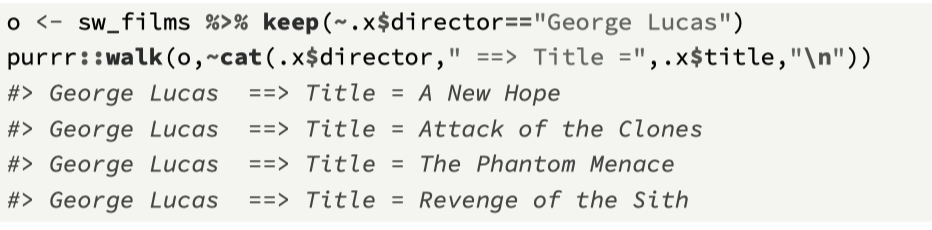 o <- sw_films %>% keep(~.x$director=="George Lucas")
purrr::walk(o,~cat(.x$director," ==> Title =",.x$title,"\n"))
#> George Lucas  ==> Title = A New Hope
#> George Lucas  ==> Title = Attack of the Clones
#> George Lucas  ==> Title = The Phantom Menace
#> George Lucas  ==> Title = Revenge of the Sith